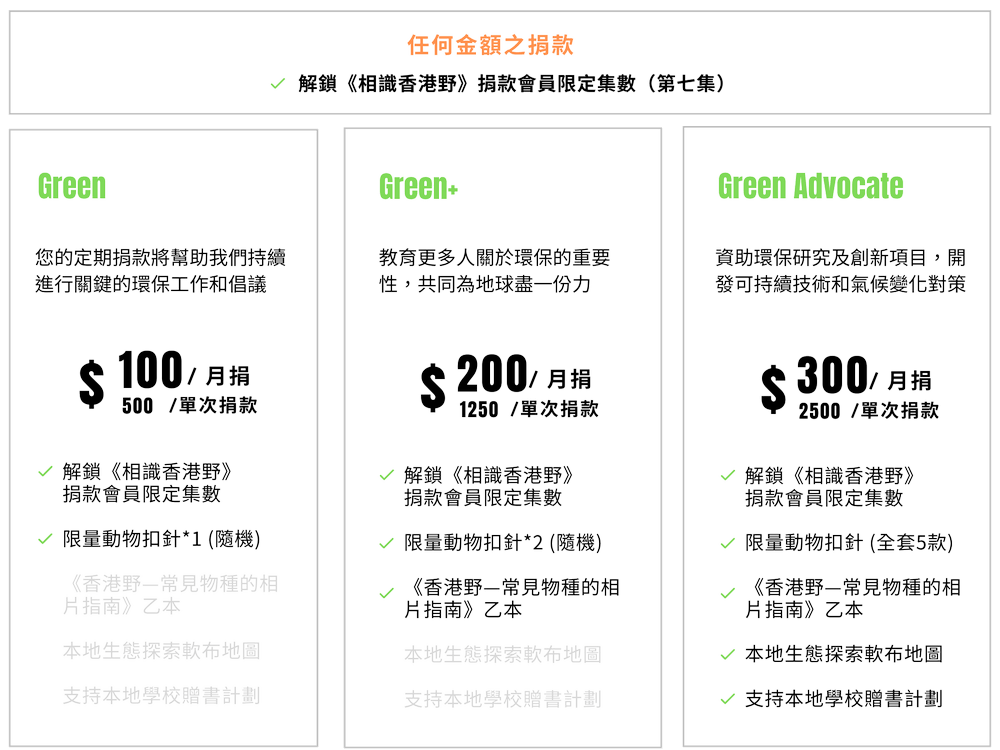 任何金額之捐款
解鎖《相識香港野》捐款會員限定集數（第七集）
Green
您的定期捐款將幫助我們持續
進行關鍵的環保工作和倡議
$ 100/ 月捐
500 /單次捐款
解鎖《相識香港野》
捐款會員限定集數
限量動物扣針*1 (隨機)
《香港野—常見物種的相
片指南》乙本
本地生態探索軟布地圖
支持本地學校贈書計劃
Green+
教育更多人關於環保的重要
性，共同為地球盡一份力
$ 200/ 月捐
1250 /單次捐款
解鎖《相識香港野》
捐款會員限定集數
限量動物扣針*2 (隨機)
《香港野—常見物種的相
片指南》乙本
本地生態探索軟布地圖
支持本地學校贈書計劃
Green Advocate
資助環保研究及創新項目，開
發可持續技術和氣候變化對策
$ 300/ 月捐
2500 /單次捐款
解鎖《相識香港野》
捐款會員限定集數
限量動物扣針 (全套5款)
《香港野—常見物種的相
片指南》乙本
本地生態探索軟布地圖
支持本地學校贈書計劃